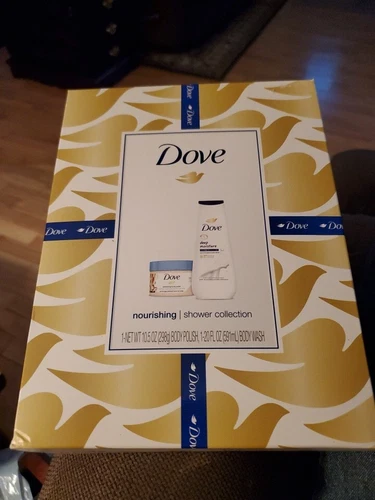 Dove
Dove
Dove
Dove
deep
moisture
Dove
Dove
Dove
Dove
Dove
nourishing | shower collection
1-NET WT 10.5 OZ (298g) BODY POLISH, 1-20 FL OZ (591mL) BODY WASH
Dove
Dove